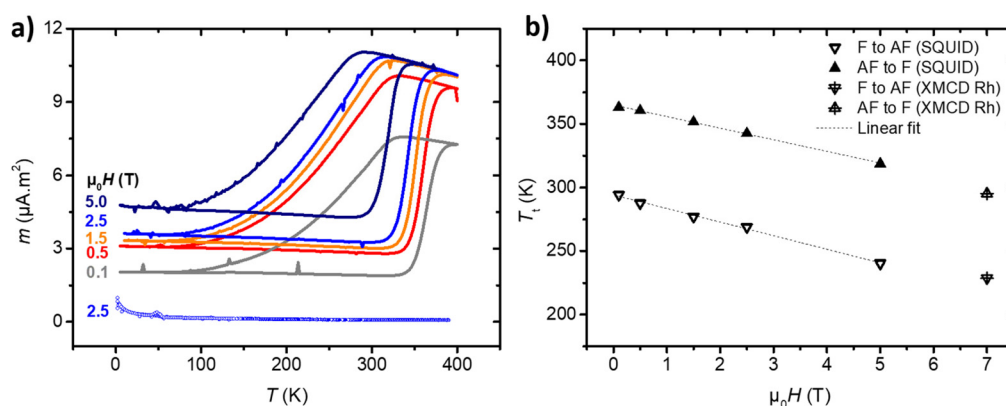 a)
12
9
6
3
0
m (µA.m²)
µ₀H (T)
5.0
2.5
1.5
0.5
0.1
2.5
0 100 200 300 400
T (K)
b)
400
350
300
250
200
Tt (K)
F to AF (SQUID)
AF to F (SQUID)
F to AF (XMCD Rh)
AF to F (XMCD Rh)
Linear fit
0 1 2 3 4 5 6 7
µ₀H (T)